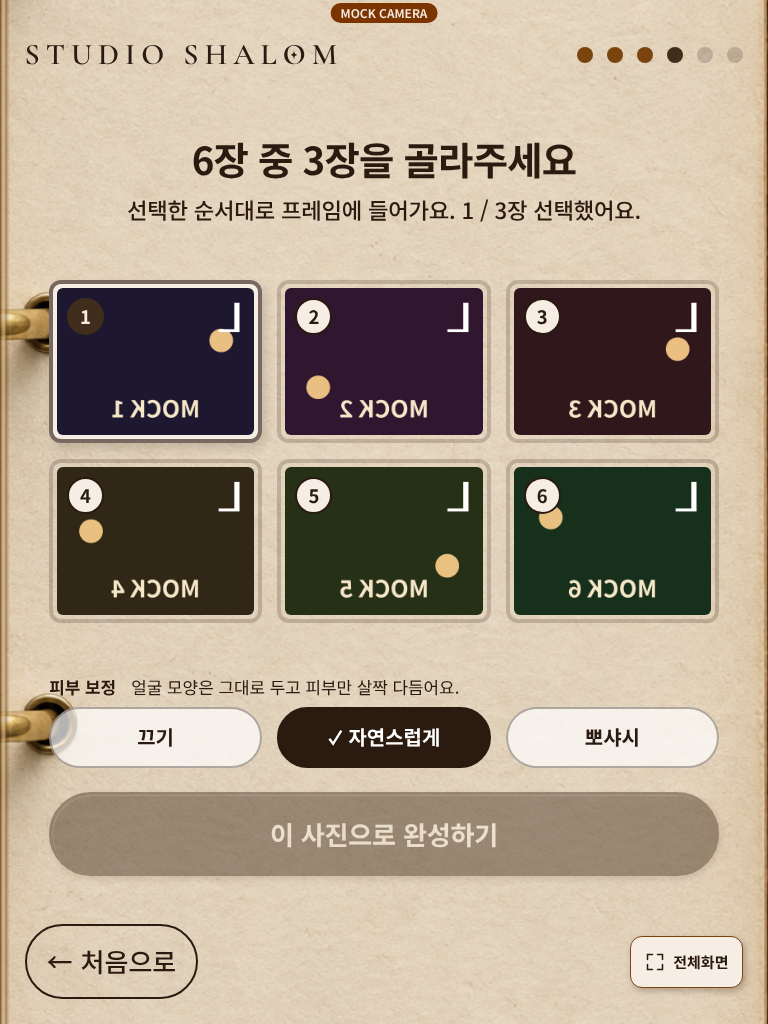 MOCK CAMERA
STUDIO SHALOM
6장 중 3장을 골라주세요
선택한 순서대로 프레임에 들어가요. 1 / 3장 선택했어요.
1
MOCK 1
2
MOCK 2
3
MOCK 3
4
MOCK 4
5
MOCK 5
6
MOCK 6
피부 보정 얼굴 모양은 그대로 두고 피부만 살짝 다듬어요.
끄기
✓ 자연스럽게
뽀샤시
이 사진으로 완성하기
← 처음으로
전체화면